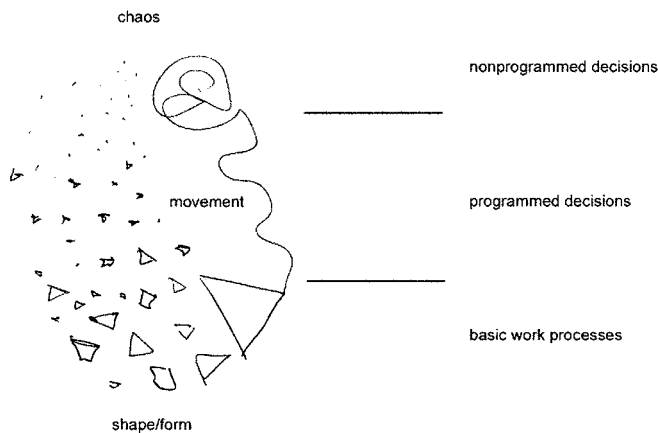 chaos
nonprogrammed decisions
movement
programmed decisions
basic work processes
shape/form